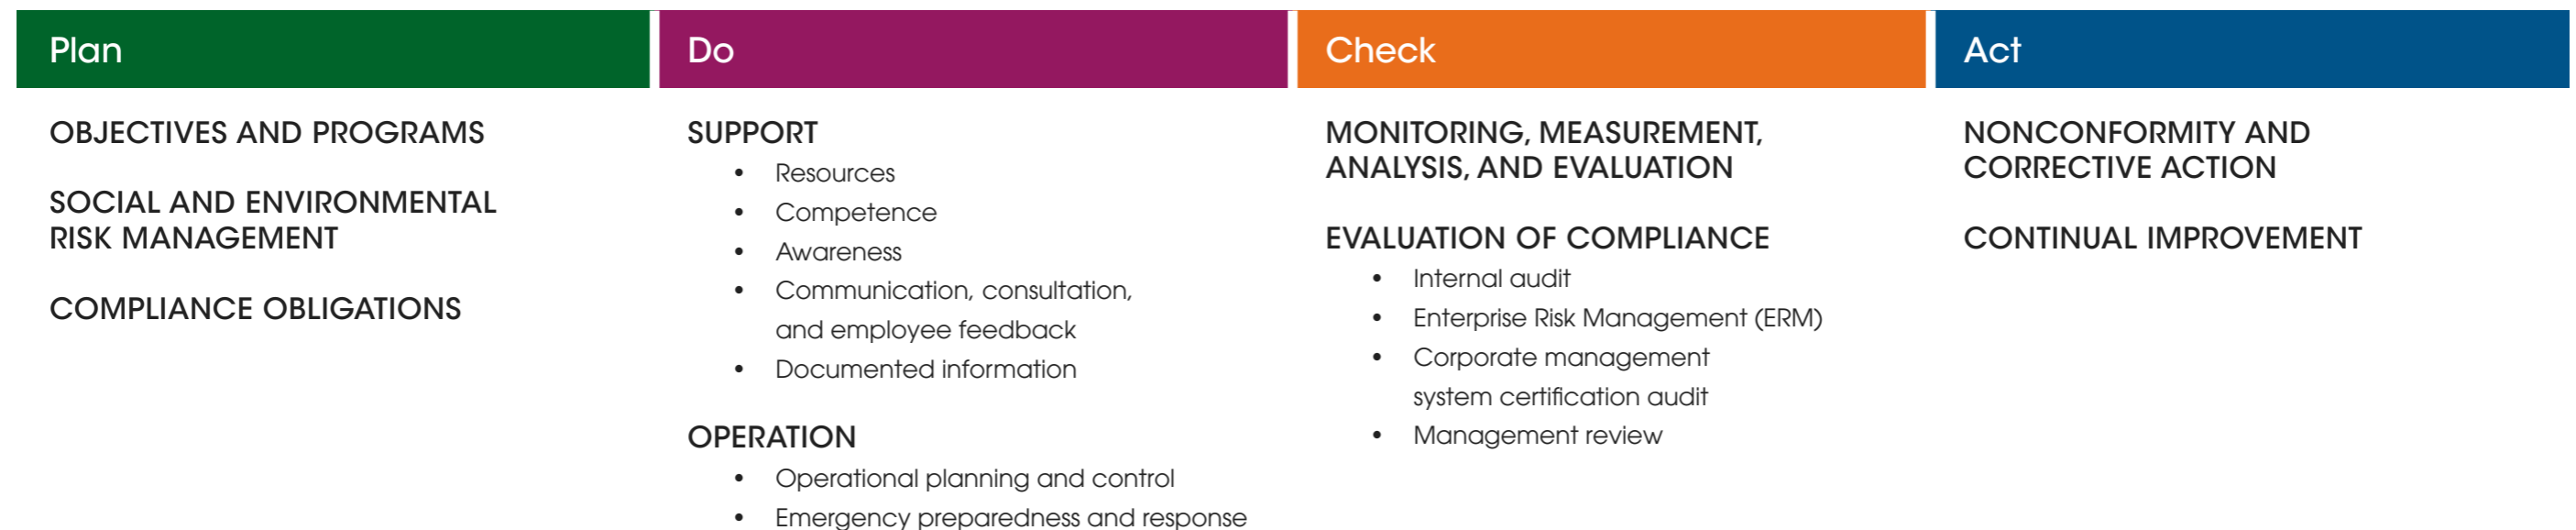 Plan
OBJECTIVES AND PROGRAMS
SOCIAL AND ENVIRONMENTAL
RISK MANAGEMENT
COMPLIANCE OBLIGATIONS
Do
SUPPORT
• Resources
• Competence
• Awareness
• Communication, consultation,
and employee feedback
• Documented information
OPERATION
• Operational planning and control
• Emergency preparedness and response
Check
MONITORING, MEASUREMENT,
ANALYSIS, AND EVALUATION
EVALUATION OF COMPLIANCE
• Internal audit
• Enterprise Risk Management (ERM)
• Corporate management
system certification audit
• Management review
Act
NONCONFORMITY AND
CORRECTIVE ACTION
CONTINUAL IMPROVEMENT